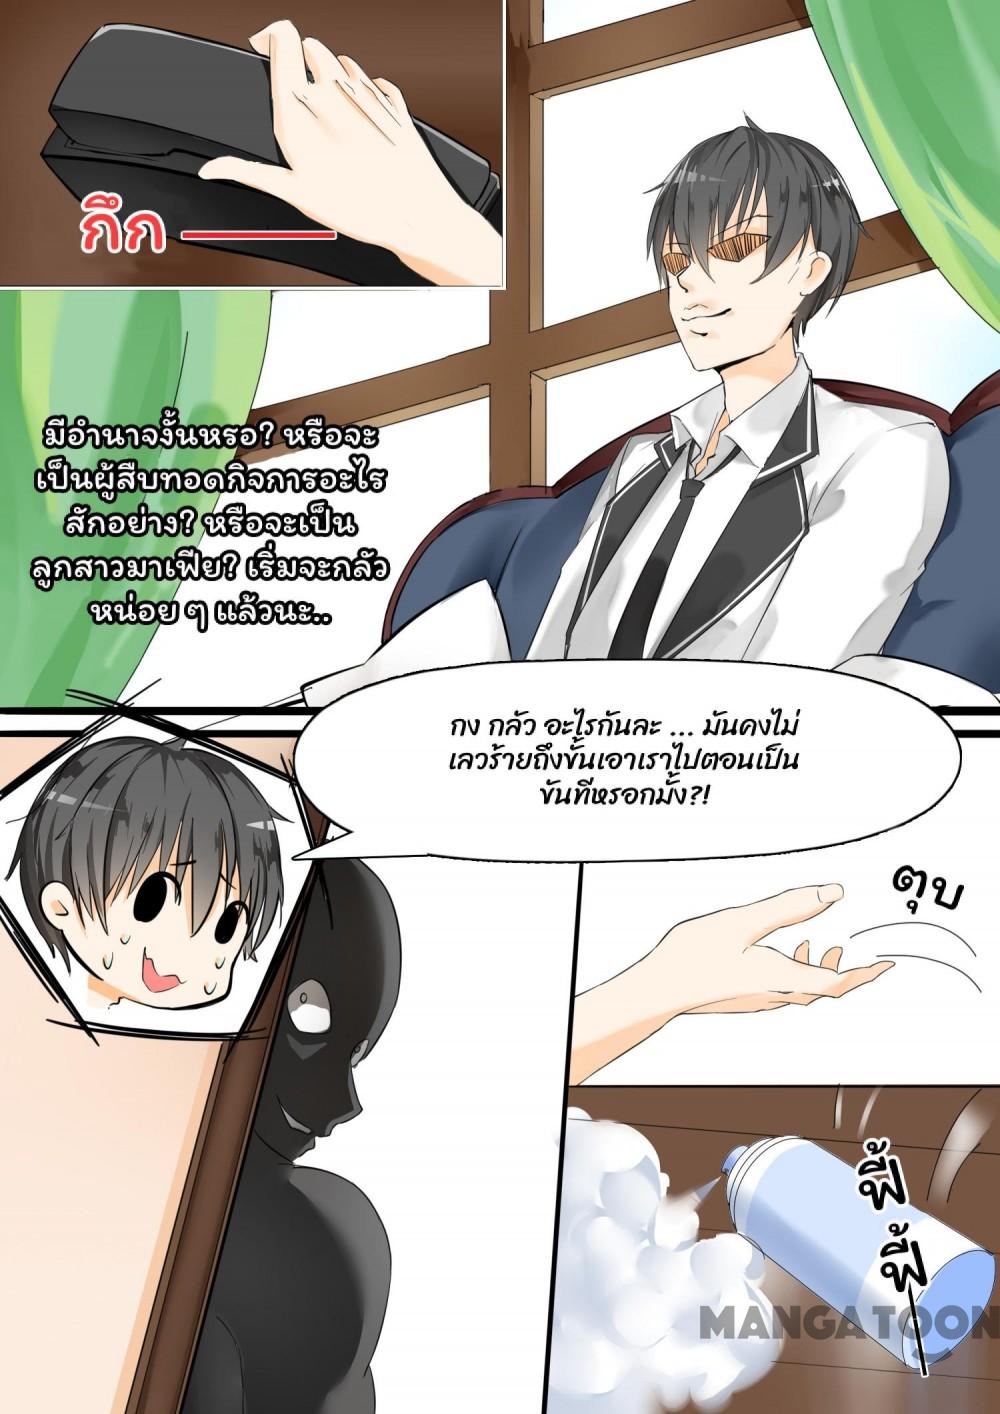 กึก
มีอำนาจงั้นหรอ? หรือจะ
เป็นผู้สืบทอดกิจการอะไร
สักอย่าง? หรือจะเป็น
ลูกสาวมาเฟีย? เริ่มจะกลัว
หน่อย ๆ แล้วนะ..
กง กลัว อะไรกันละ ... มันคงไม่
เลวร้ายถึงขั้นเอาเราไปตอนเป็น
ขันทีหรอกมั้ง?!
ตุบ
ฟี้
ฟี้
MANGATOON